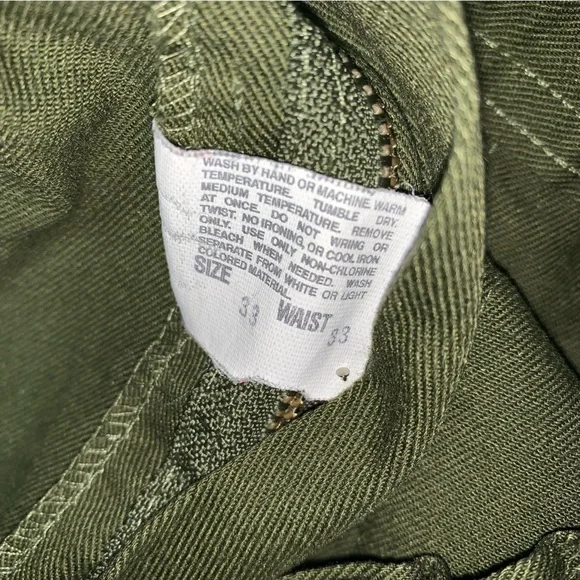 WASH BY HAND OR MACHINE WARM
TEMPERATURE. TUMBLE DRY.
MEDIUM TEMPERATURE. REMOVE
AT ONCE. DO NOT WRING OR
TWIST. NO IRONING, OR COOL IRON
ONLY. USE ONLY NON-CHLORINE
BLEACH WHEN NEEDED. WASH
SEPARATE FROM WHITE OR LIGHT
COLORED MATERIAL.
SIZE WAIST
33 33